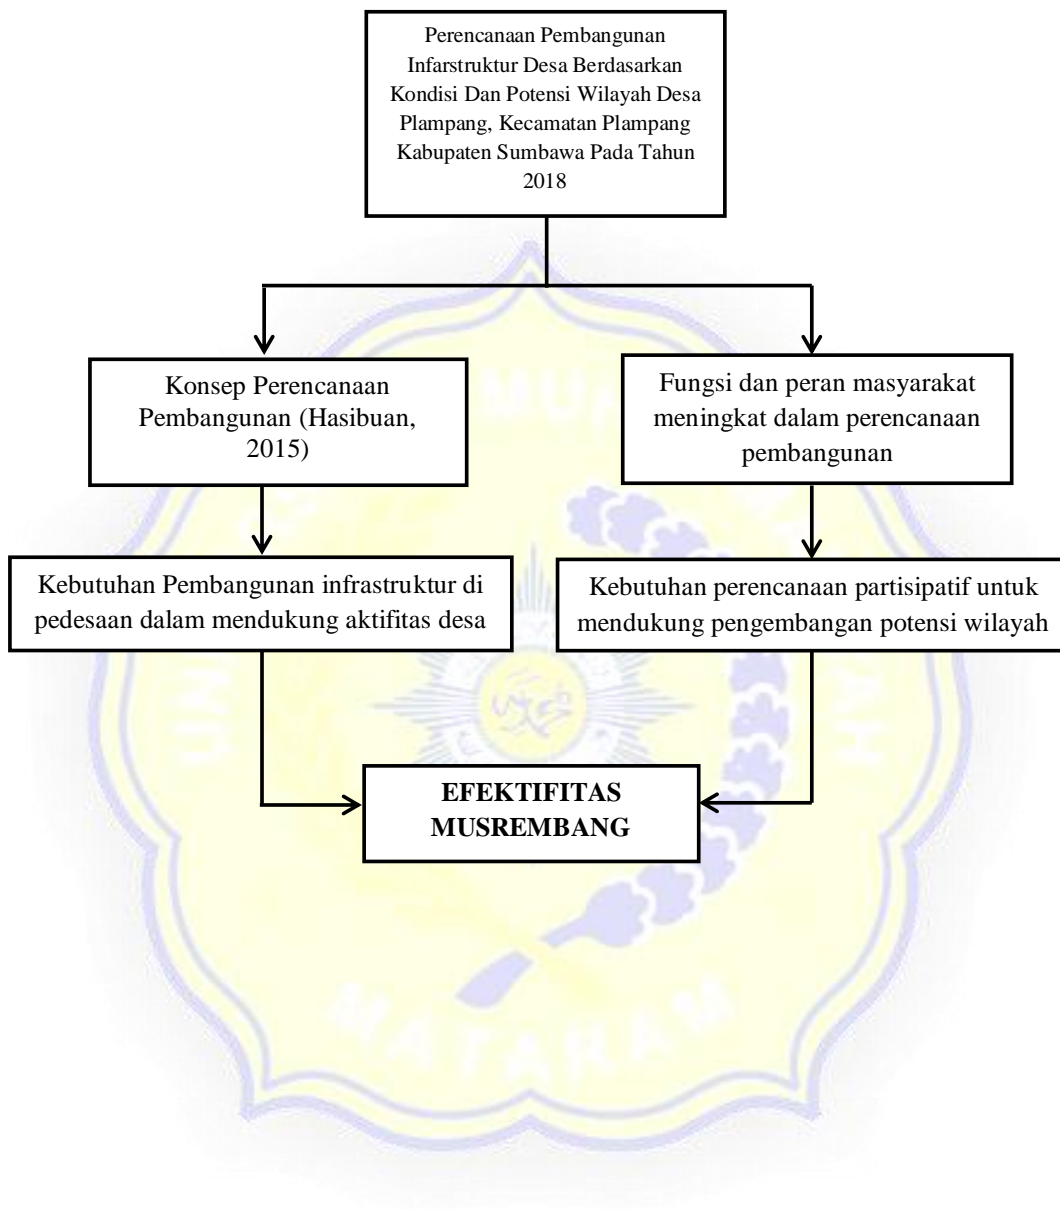 Perencanaan Pembangunan
Infarstruktur Desa Berdasarkan
Kondisi Dan Potensi Wilayah Desa
Plampang, Kecamatan Plampang
Kabupaten Sumbawa Pada Tahun
2018
Konsep Perencanaan
Pembangunan (Hasibuan,
2015)
Fungsi dan peran masyarakat
meningkat dalam perencanaan
pembangunan
Kebutuhan Pembangunan infrastruktur di
pedesaan dalam mendukung aktifitas desa
Kebutuhan perencanaan partisipatif untuk
mendukung pengembangan potensi wilayah
EFEKTIFITAS
MUSREMBANG
MATARAM